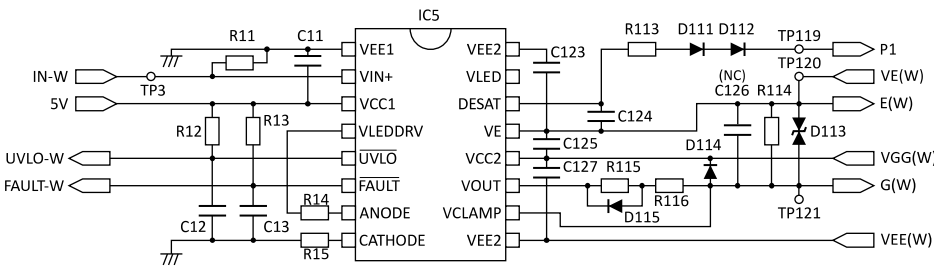 IC5
R11 C11 VEE1 VEE2 C123 R113 D111 D112 TP119 P1
IN-W TP3 VIN+ VLED TP120 VE(W)
5V VCC1 DESAT C124 (NC) C126 R114 E(W)
R12 R13 VLEDDRV VE C125 D113
UVLO-W UVLO VCC2 C127 D114 VGG(W)
FAULT-W FAULT VOUT R115 D115 R116 G(W)
C12 C13 R14 ANODE VCLAMP TP121
R15 CATHODE VEE2 VEE(W)